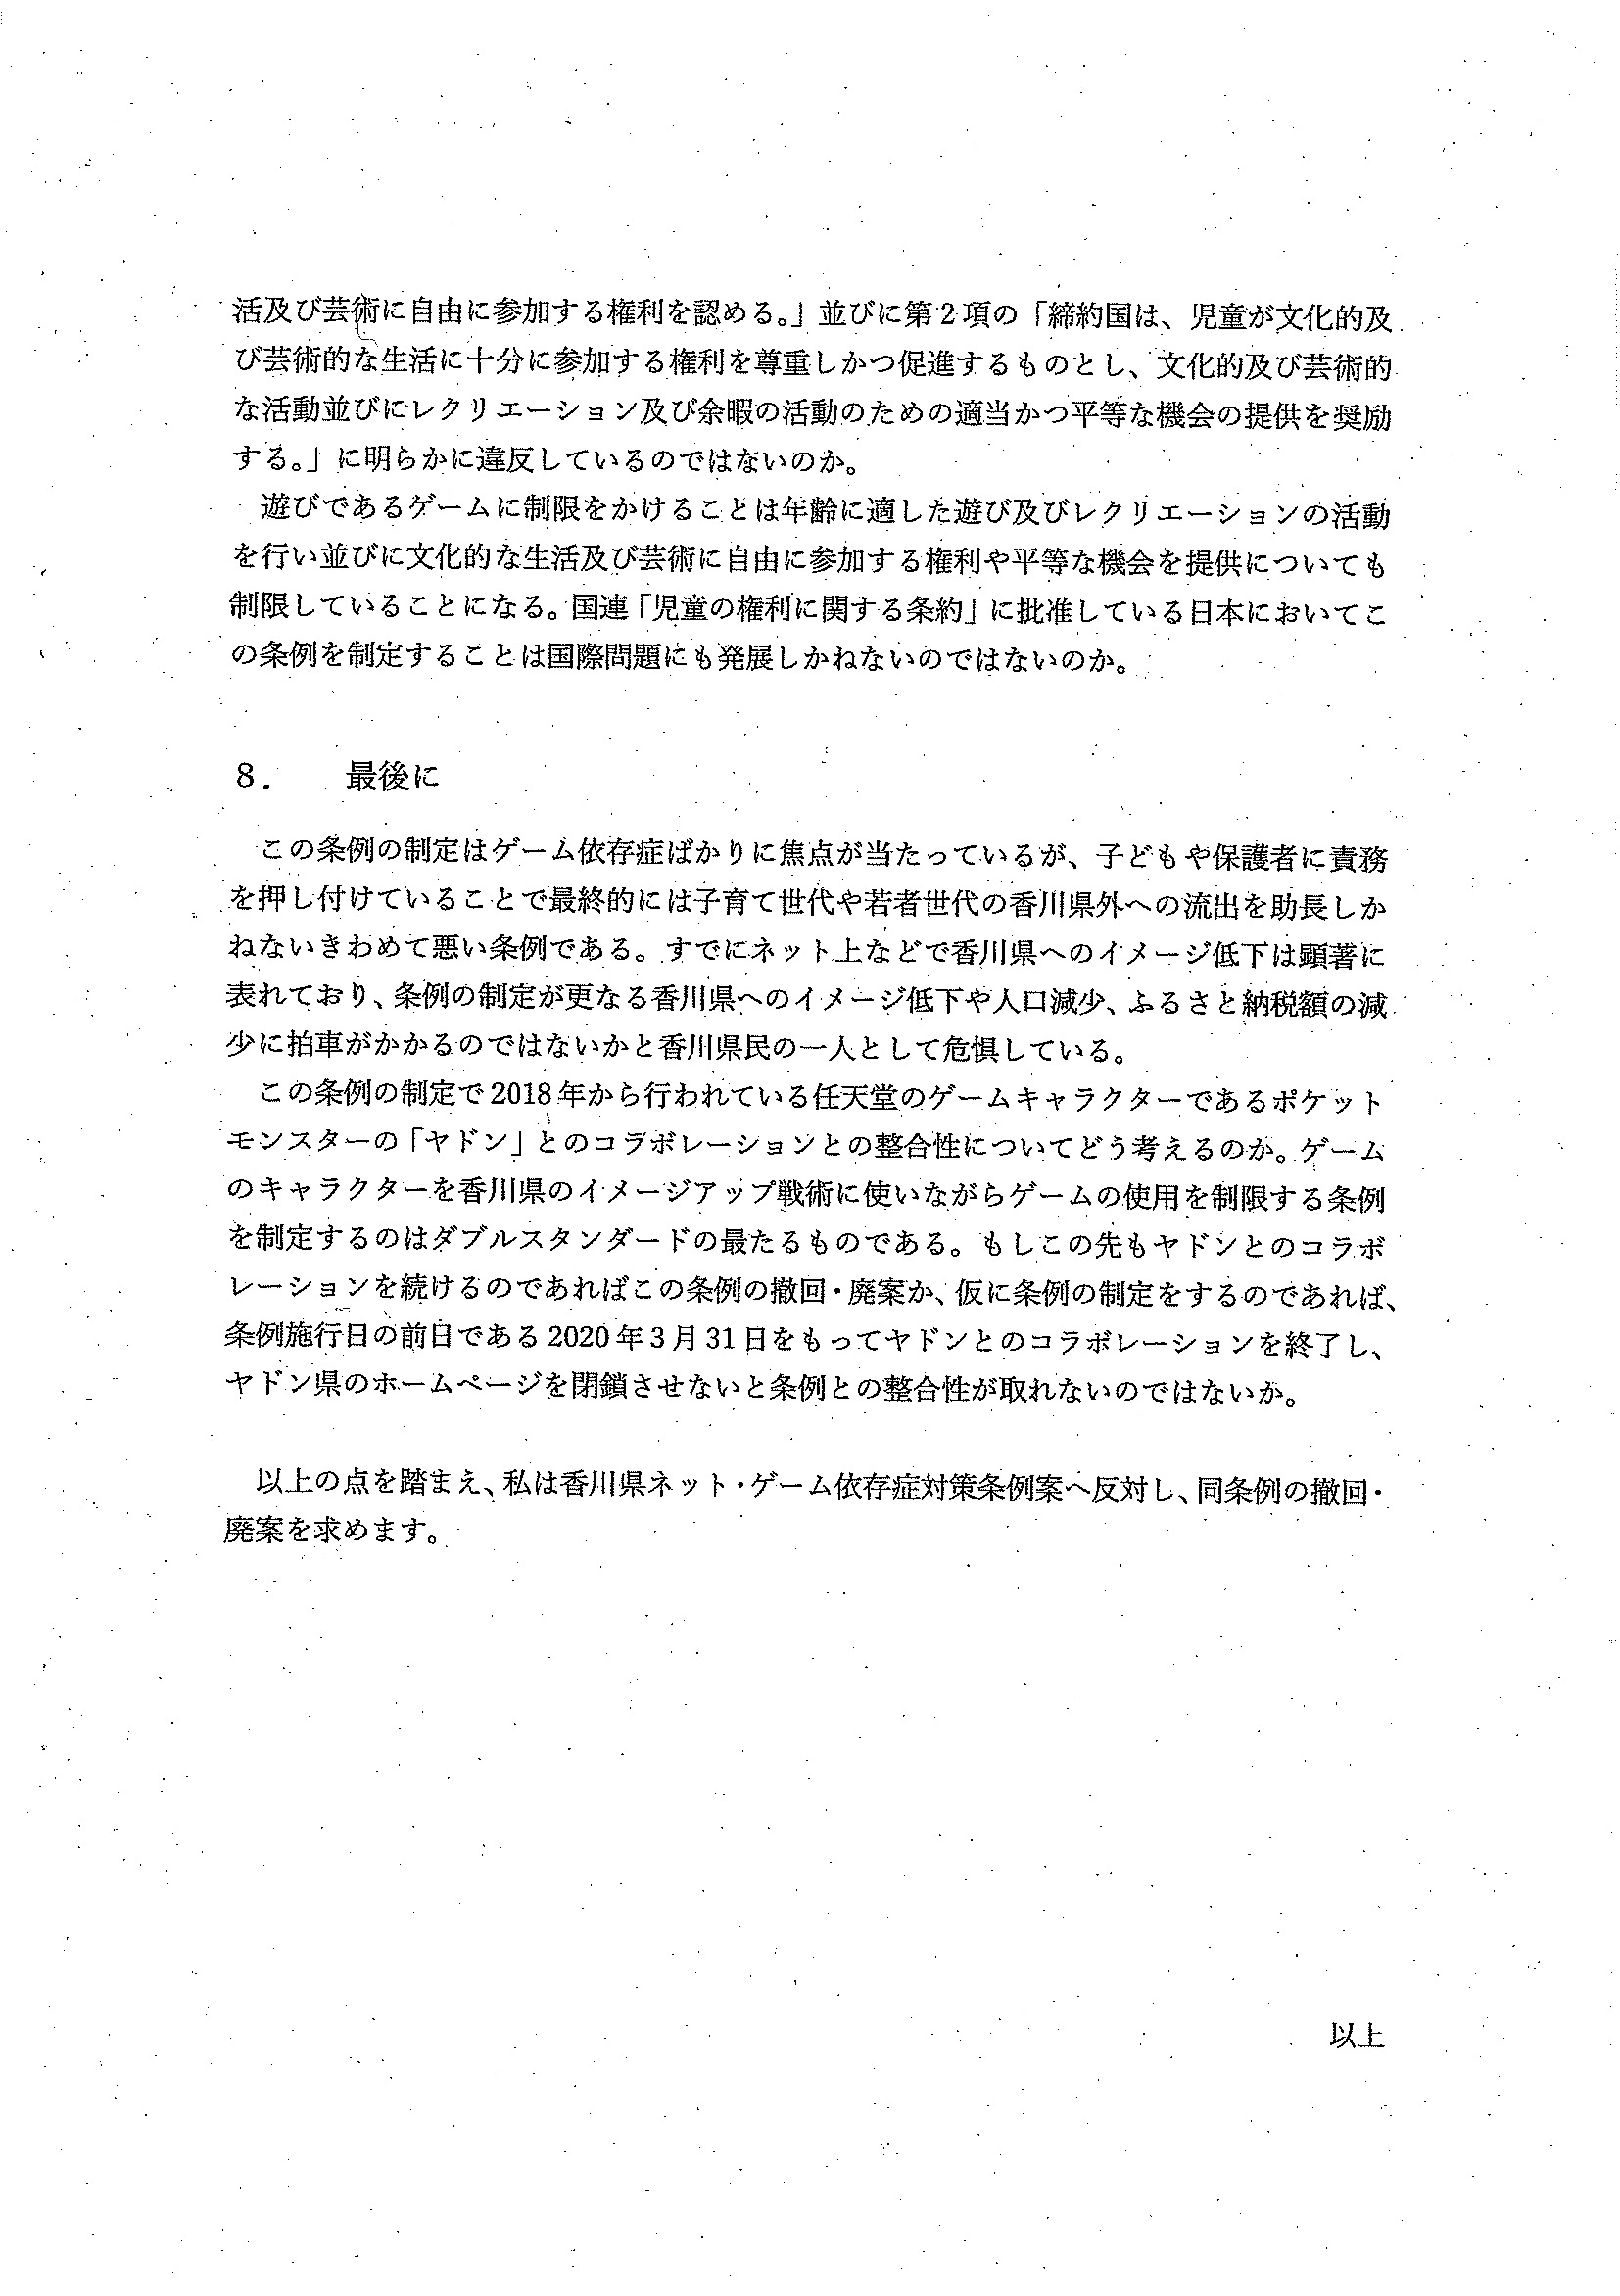 活及び芸術に自由に参加する権利を認める。」並びに第2項の「締約国は、児童が文化的及
び芸術的な生活に十分に参加する権利を尊重しかつ促進するものとし、文化的及び芸術的
な活動並びにレクリエーション及び余暇の活動のための適当かつ平等な機会の提供を奨励
する。」に明らかに違反しているのではないのか。
遊びであるゲームに制限をかけることは年齢に適した遊び及びレクリエーションの活動
を行い並びに文化的な生活及び芸術に自由に参加する権利や平等な機会を提供についても
制限していることになる。国連「児童の権利に関する条約」に批准している日本においてこ
の条例を制定することは国際問題にも発展しかねないのではないのか。
8.　最後に
この条例の制定はゲーム依存症ばかりに焦点が当たっているが、子どもや保護者に責務
を押し付けていることで最終的には子育て世代や若者世代の香川県外への流出を助長しか
ねないきわめて悪い条例である。すでにネット上などで香川県へのイメージ低下は顕著に
表れており、条例の制定が更なる香川県へのイメージ低下や人口減少、ふるさと納税額の減
少に拍車がかかるのではないかと香川県民の一人として危惧している。
この条例の制定で2018年から行われている任天堂のゲームキャラクターであるポケット
モンスターの「ヤドン」とのコラボレーションとの整合性についてどう考えるのか。ゲーム
のキャラクターを香川県のイメージアップ戦術に使いながらゲームの使用を制限する条例
を制定するのはダブルスタンダードの最たるものである。もしこの先もヤドンとのコラボ
レーションを続けるのであればこの条例の撤回・廃案か、仮に条例の制定をするのであれば、
条例施行日の前日である2020年3月31日をもってヤドンとのコラボレーションを終了し、
ヤドン県のホームページを閉鎖させないと条例との整合性が取れないのではないか。
以上の点を踏まえ、私は香川県ネット・ゲーム依存症対策条例案へ反対し、同条例の撤回・
廃案を求めます。
以上